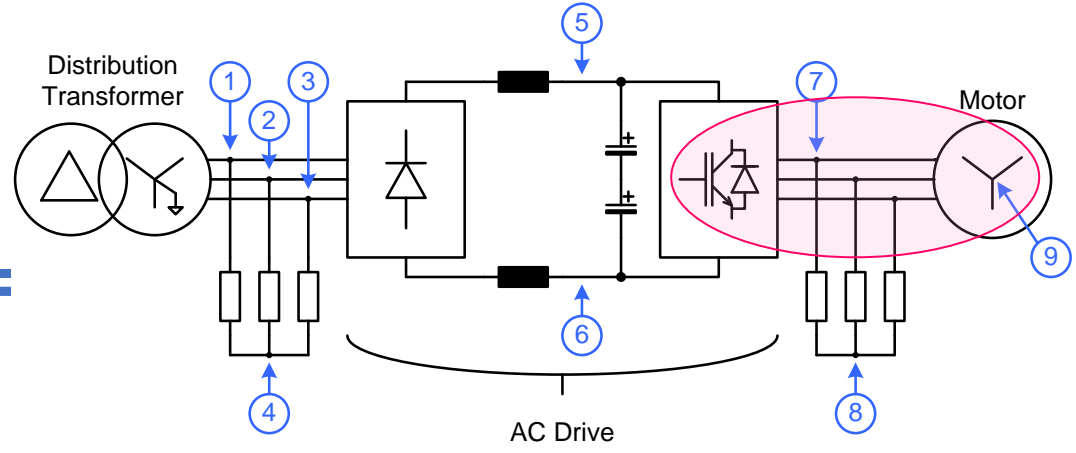 Distribution
Transformer
1
2
3
4
5
6
7
8
9
Motor
AC Drive
+
+